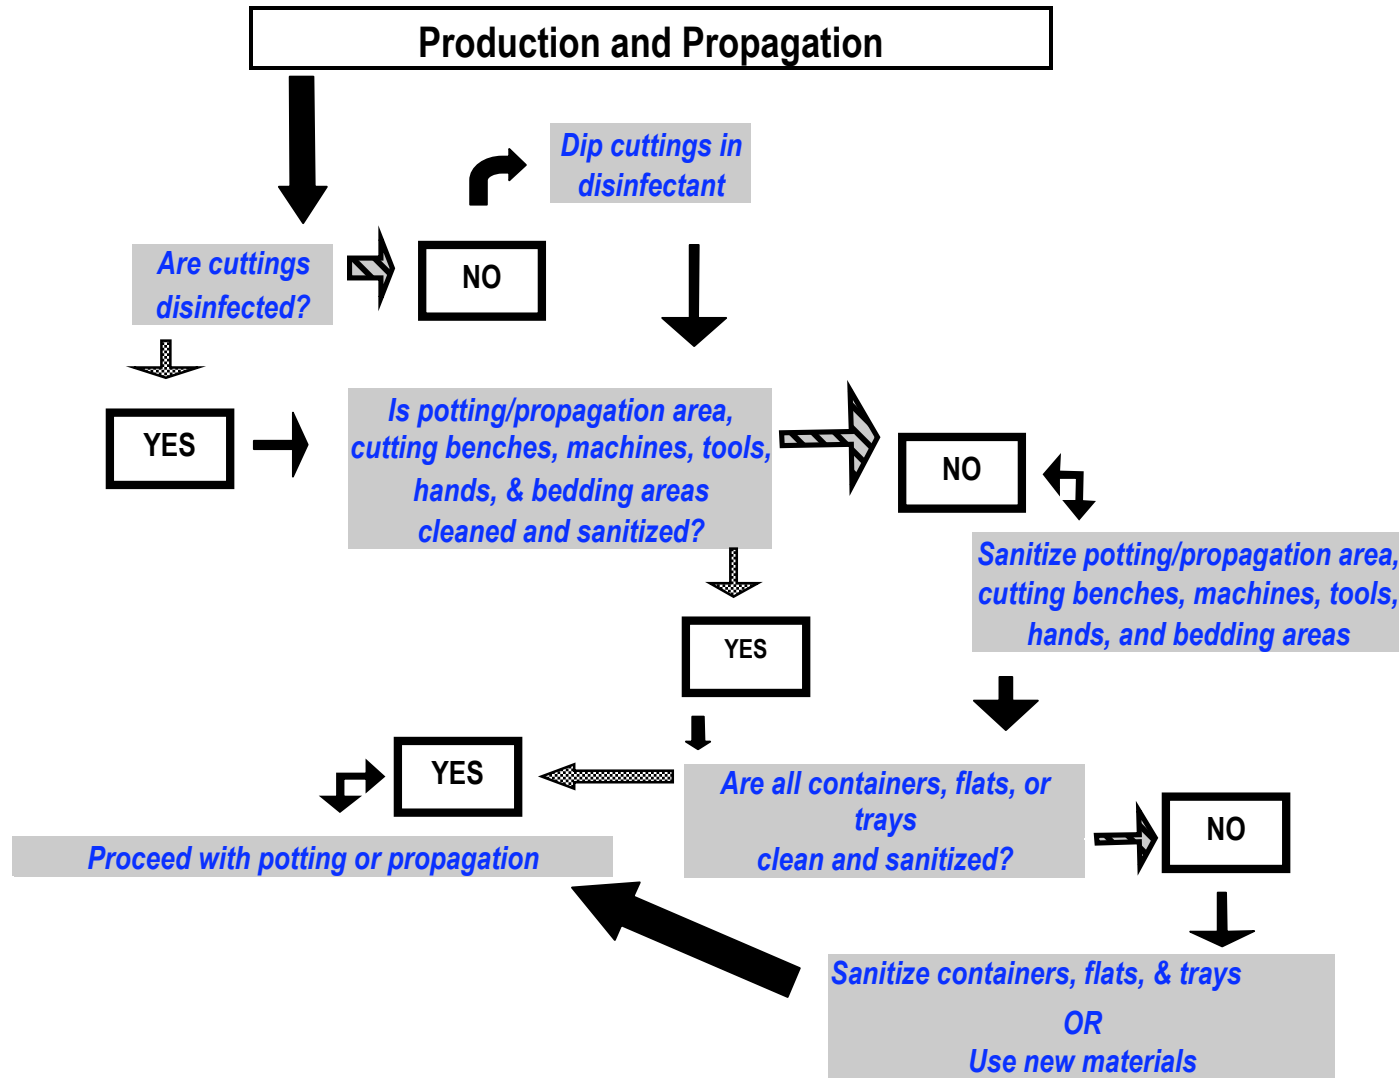 Production and Propagation
Dip cuttings in
disinfectant
Are cuttings
disinfected?
NO
YES
Is potting/propagation area,
cutting benches, machines, tools,
hands, & bedding areas
cleaned and sanitized?
NO
Sanitize potting/propagation area,
cutting benches, machines, tools,
hands, and bedding areas
YES
YES
Are all containers, flats, or
trays
clean and sanitized?
NO
Proceed with potting or propagation
Sanitize containers, flats, & trays
OR
Use new materials